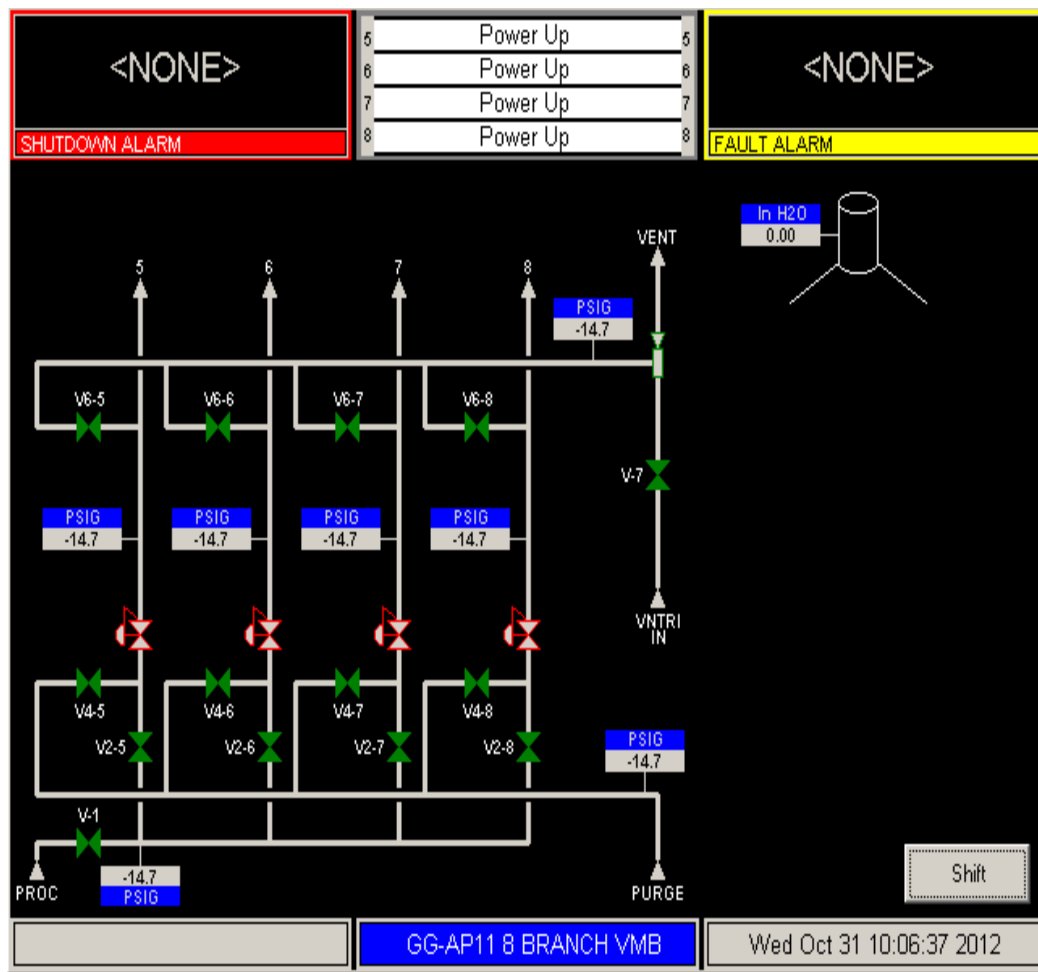 <NONE>
SHUTDOWN ALARM
5 Power Up 5
6 Power Up 6
7 Power Up 7
8 Power Up 8
<NONE>
FAULT ALARM
In H2O
0.00
VENT
5 6 7 8
PSIG
-14.7
V6-5 V6-6 V6-7 V6-8
V-7
PSIG PSIG PSIG PSIG
-14.7 -14.7 -14.7 -14.7
VNTRI
IN
V4-5 V4-6 V4-7 V4-8
V2-5 V2-6 V2-7 V2-8
PSIG
-14.7
V-1
-14.7
PSIG
PROC
PURGE
Shift
GG-AP11 8 BRANCH VMB
Wed Oct 31 10:06:37 2012